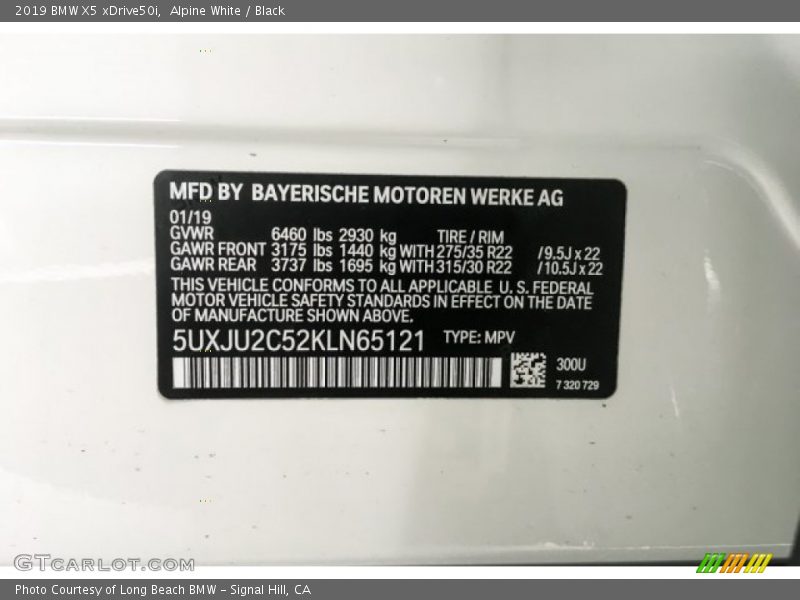 2019 BMW X5 xDrive50i,  Alpine White / Black
MFD BY BAYERISCHE MOTOREN WERKE AG
01/19
GVWR 6460 lbs 2930 kg TIRE / RIM
GAWR FRONT 3175 lbs 1440 kg WITH 275/35 R22 /9.5J x 22
GAWR REAR 3737 lbs 1695 kg WITH 315/30 R22 /10.5J x 22
THIS VEHICLE CONFORMS TO ALL APPLICABLE U. S. FEDERAL
MOTOR VEHICLE SAFETY STANDARDS IN EFFECT ON THE DATE
OF MANUFACTURE SHOWN ABOVE.
5UXJU2C52KLN65121 TYPE: MPV
300U
7 320 729
GTCarLot.com
Photo Courtesy of Long Beach BMW - Signal Hill, CA